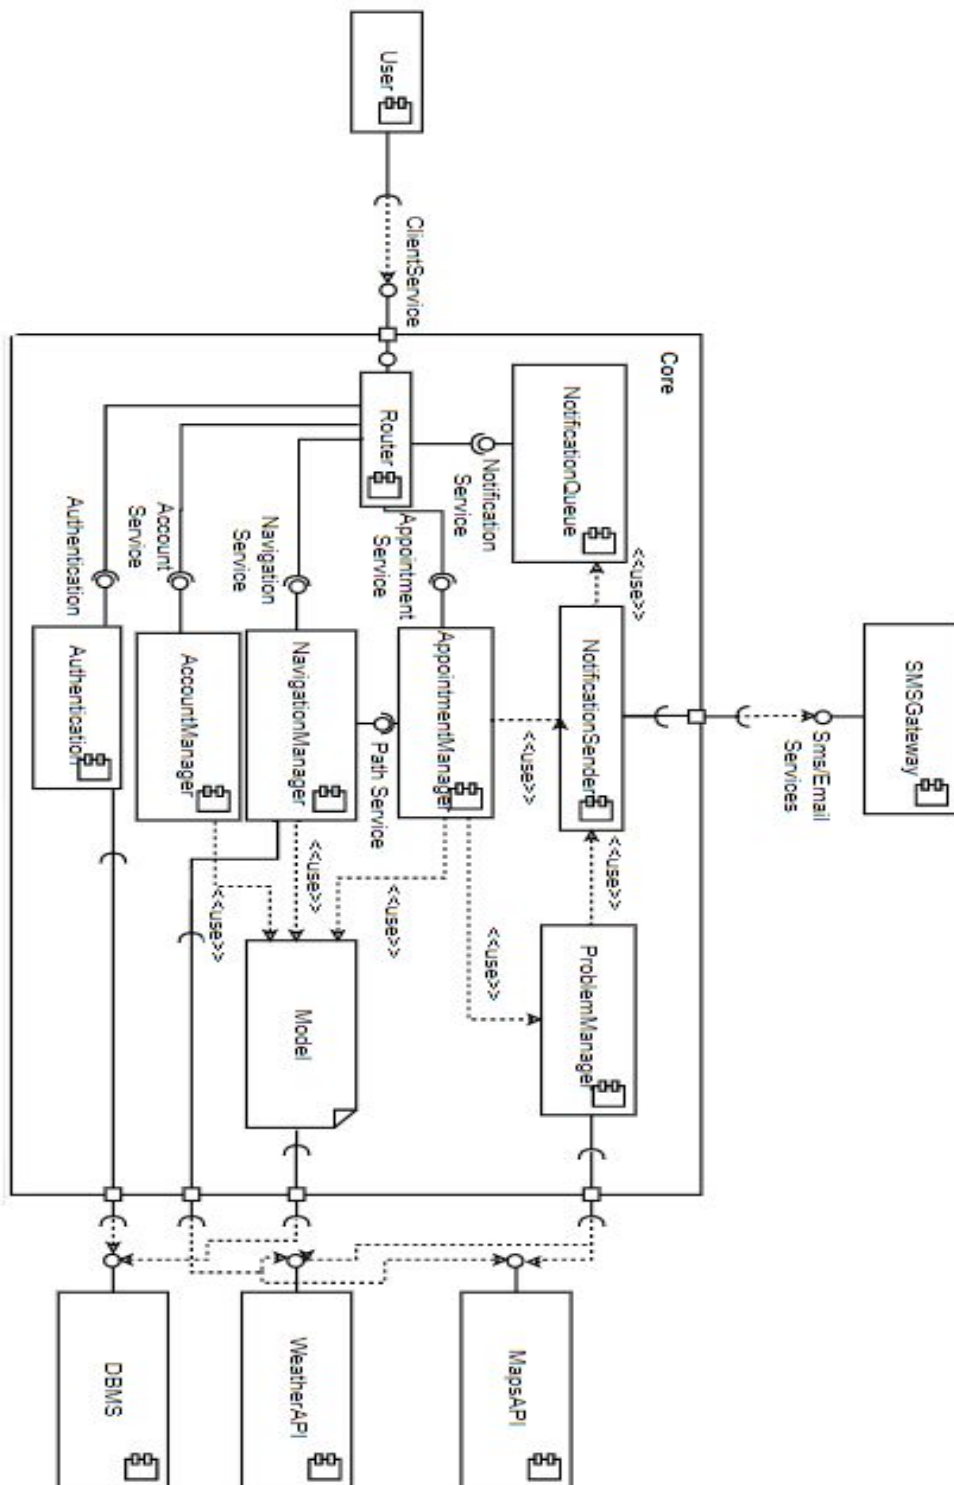 SMSGateway
Sms/Email
Services
Core
NotificationQueue
<<use>>
NotificationSender
<<use>>
ProblemManager
Notification
Service
<<use>>
<<use>>
User
ClientService
Router
Appointment
Service
AppointmentManager
<<use>>
MapsAPI
Path Service
Navigation
Service
NavigationManager
<<use>>
Model
WeatherAPI
Account
Service
AccountManager
<<use>>
Authentication
Authentication
DBMS